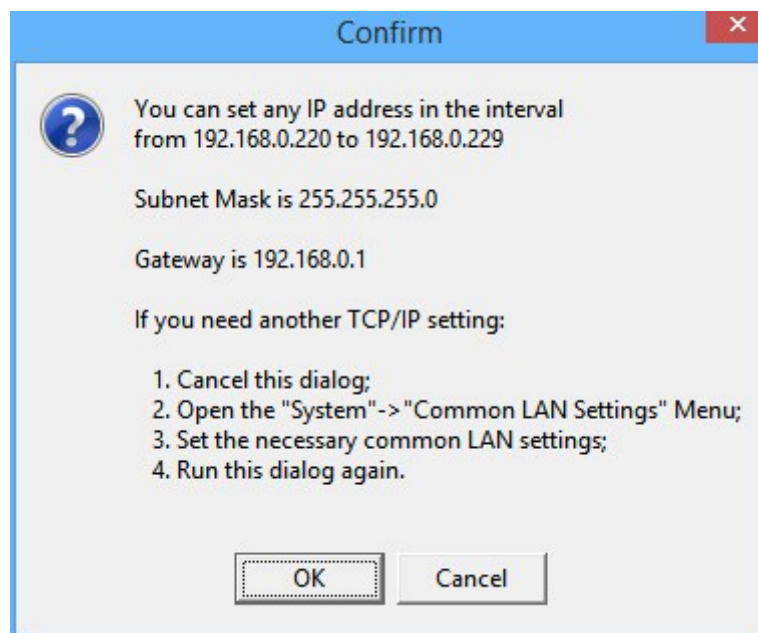 Confirm
You can set any IP address in the interval
from 192.168.0.220 to 192.168.0.229
Subnet Mask is 255.255.255.0
Gateway is 192.168.0.1
If you need another TCP/IP setting:
1. Cancel this dialog;
2. Open the "System"->"Common LAN Settings" Menu;
3. Set the necessary common LAN settings;
4. Run this dialog again.
OK
Cancel